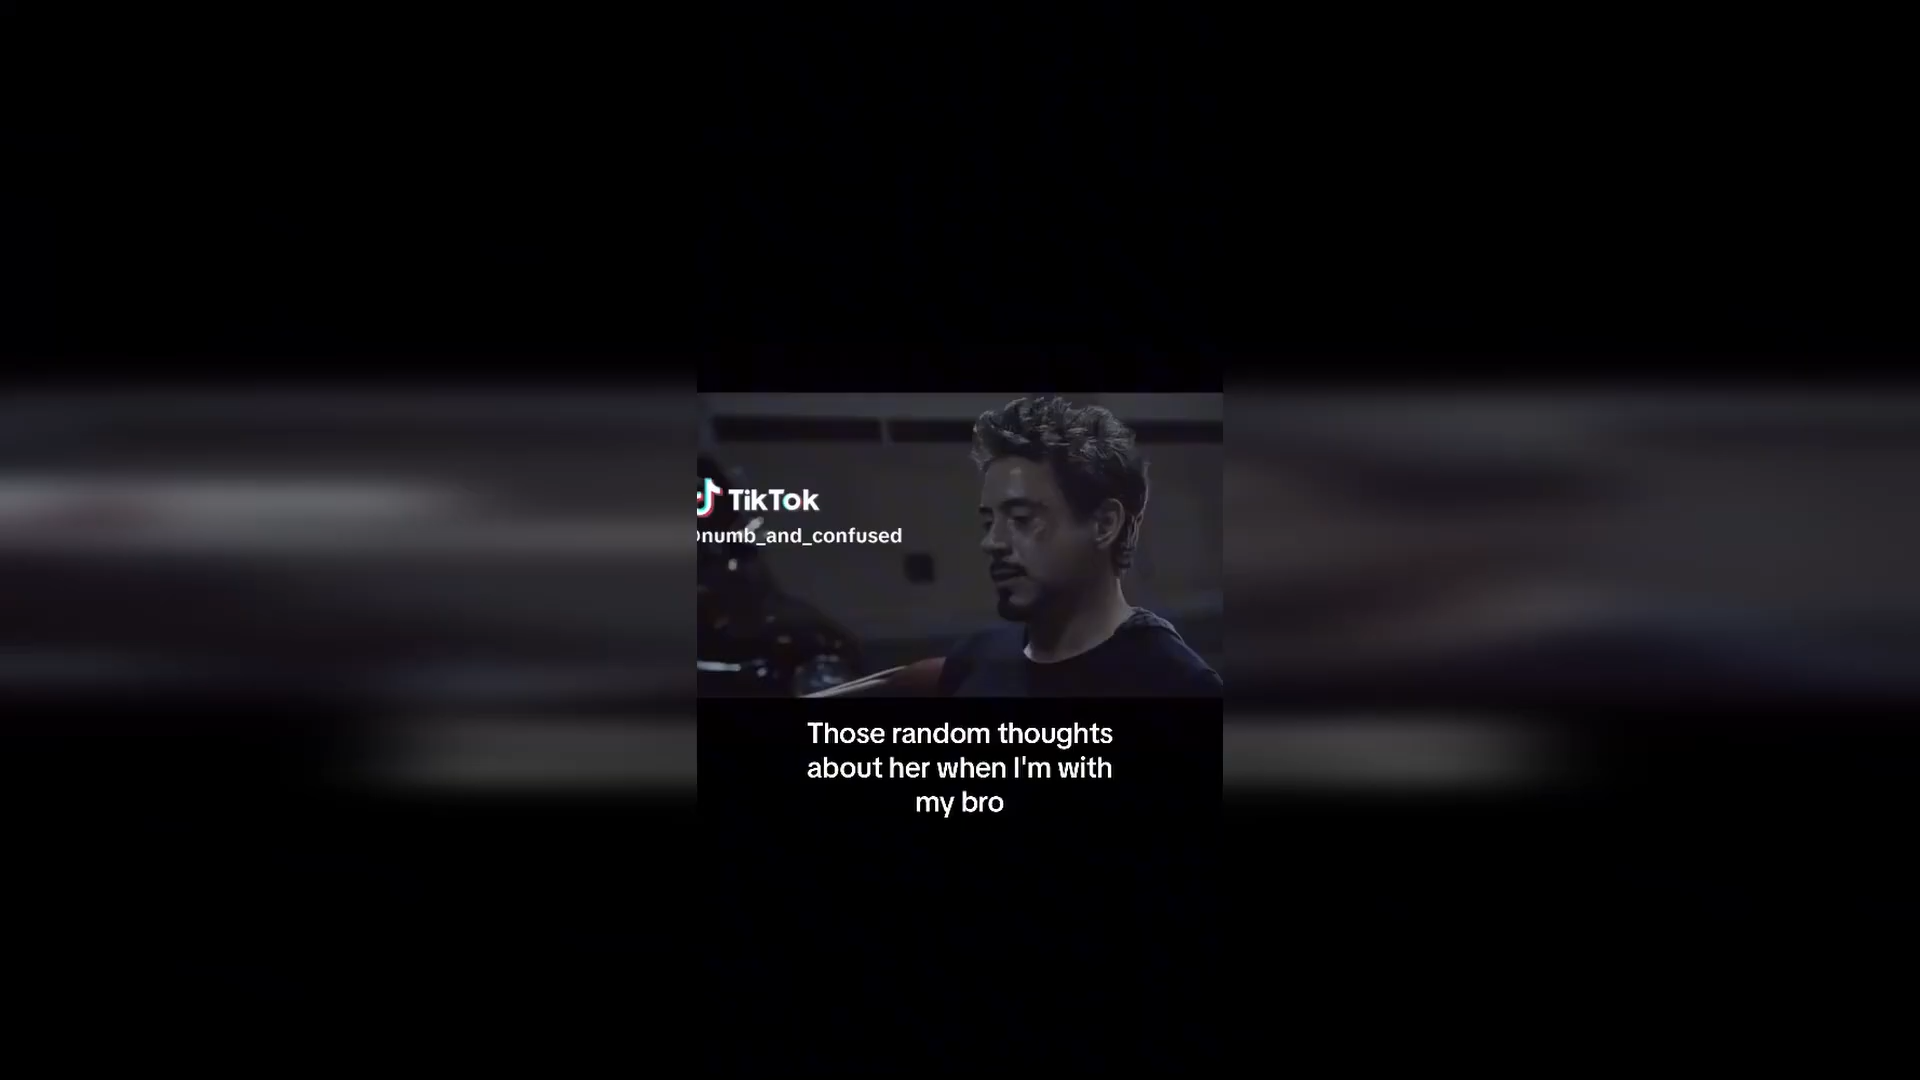 TikTok
numb_and_confused
Those random thoughts
about her when I'm with
my bro